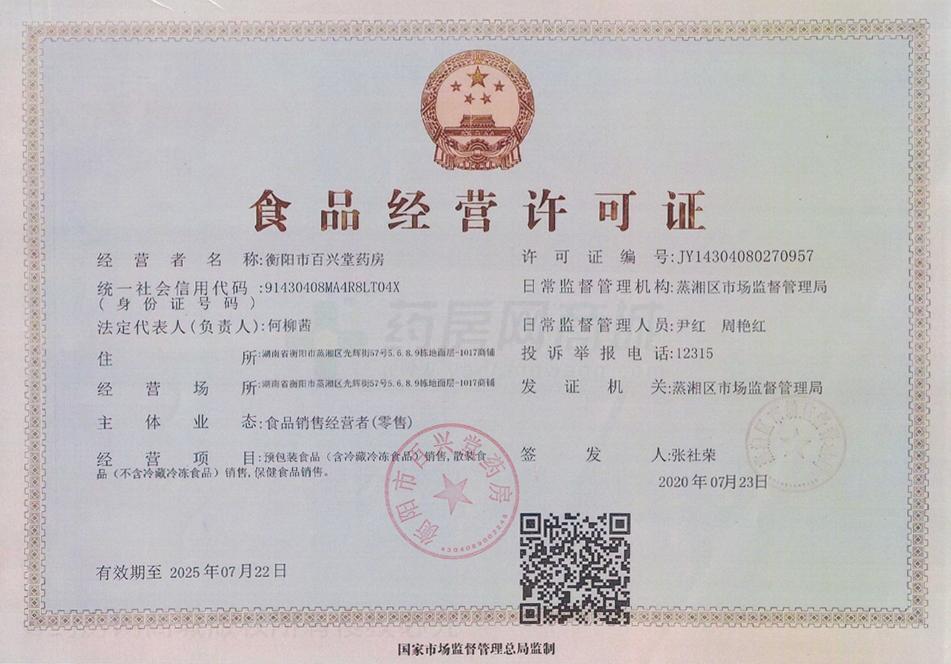 食品经营许可证
经营者名称:衡阳市百兴堂药房
统一社会信用代码:91430408MA4R8LT04X
(身份证号码)
法定代表人(负责人):何柳茜
住所:湖南省衡阳市蒸湘区光辉街57号5.6.8.9栋地面层-1017商铺
经营场所:湖南省衡阳市蒸湘区光辉街57号5.6.8.9栋地面层-1017商铺
主体业态:食品销售经营者(零售)
经营项目:预包装食品(含冷藏冷冻食品)销售,散装食
品(不含冷藏冷冻食品)销售,保健食品销售。
许可证编号:JY14304080270957
日常监督管理机构:蒸湘区市场监督管理局
日常监督管理人员:尹红 周艳红
投诉举报电话:12315
发证机关:蒸湘区市场监督管理局
签发人:张社荣
2020年07月23日
衡阳市百兴堂药房
有效期至 2025年07月22日
国家市场监督管理总局监制
药房网商城